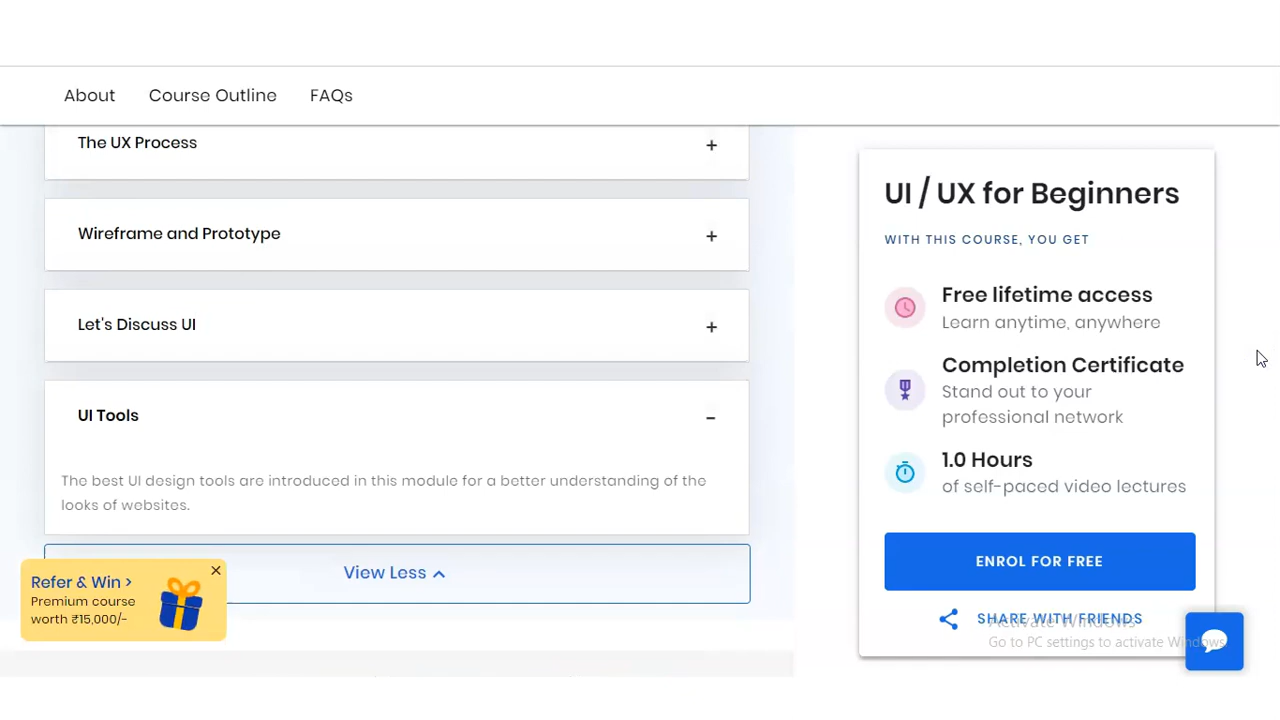 About Course Outline FAQs
The UX Process
Wireframe and Prototype
Let's Discuss UI
UI Tools
The best UI design tools are introduced in this module for a better understanding of the
looks of websites.
View Less
Refer & Win >
Premium course
worth ₹15,000/-
UI / UX for Beginners
WITH THIS COURSE, YOU GET
Free lifetime access
Learn anytime, anywhere
Completion Certificate
Stand out to your
professional network
1.0 Hours
of self-paced video lectures
ENROL FOR FREE
SHARE WITH FRIENDS
Activate Windows
Go to PC settings to activate Windows.